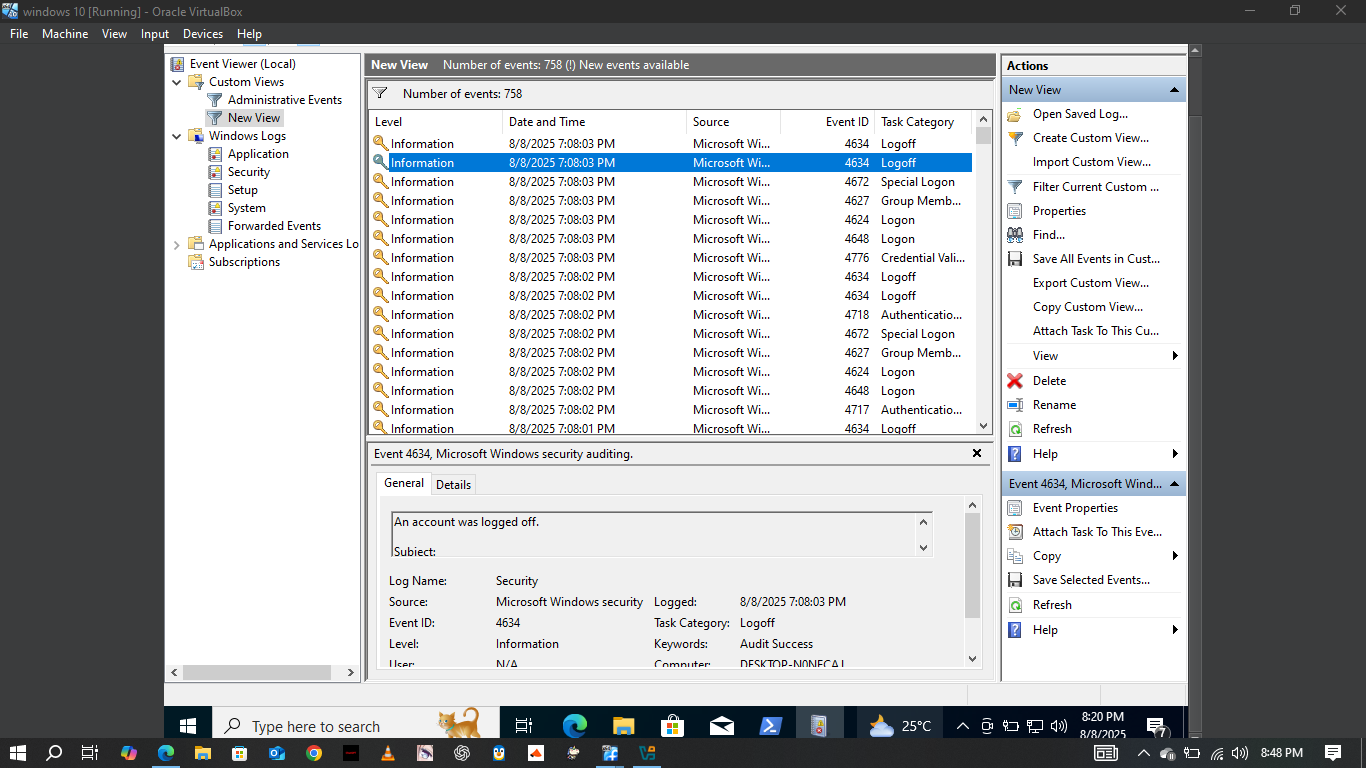 windows 10 [Running] - Oracle VirtualBox
File Machine View Input Devices Help
Event Viewer (Local)
Custom Views
Administrative Events
New View
Windows Logs
Application
Security
Setup
System
Forwarded Events
Applications and Services Lo
Subscriptions
New View Number of events: 758 (!) New events available
Number of events: 758
Level Date and Time Source Event ID Task Category
Information 8/8/2025 7:08:03 PM Microsoft Wi... 4634 Logoff
Information 8/8/2025 7:08:03 PM Microsoft Wi... 4634 Logoff
Information 8/8/2025 7:08:03 PM Microsoft Wi... 4672 Special Logon
Information 8/8/2025 7:08:03 PM Microsoft Wi... 4627 Group Memb...
Information 8/8/2025 7:08:03 PM Microsoft Wi... 4624 Logon
Information 8/8/2025 7:08:03 PM Microsoft Wi... 4648 Logon
Information 8/8/2025 7:08:03 PM Microsoft Wi... 4776 Credential Vali...
Information 8/8/2025 7:08:02 PM Microsoft Wi... 4634 Logoff
Information 8/8/2025 7:08:02 PM Microsoft Wi... 4634 Logoff
Information 8/8/2025 7:08:02 PM Microsoft Wi... 4718 Authenticatio...
Information 8/8/2025 7:08:02 PM Microsoft Wi... 4672 Special Logon
Information 8/8/2025 7:08:02 PM Microsoft Wi... 4627 Group Memb...
Information 8/8/2025 7:08:02 PM Microsoft Wi... 4624 Logon
Information 8/8/2025 7:08:02 PM Microsoft Wi... 4648 Logon
Information 8/8/2025 7:08:02 PM Microsoft Wi... 4717 Authenticatio...
Information 8/8/2025 7:08:01 PM Microsoft Wi... 4634 Logoff
Event 4634, Microsoft Windows security auditing.
General Details
An account was logged off.
Subject:
Log Name: Security
Source: Microsoft Windows security Logged: 8/8/2025 7:08:03 PM
Event ID: 4634 Task Category: Logoff
Level: Information Keywords: Audit Success
User: N/A Computer: DESKTOP-N0NECAJ
Actions
New View
Open Saved Log...
Create Custom View...
Import Custom View...
Filter Current Custom ...
Properties
Find...
Save All Events in Cust...
Export Custom View...
Copy Custom View...
Attach Task To This Cu...
View
Delete
Rename
Refresh
Help
Event 4634, Microsoft Wind...
Event Properties
Attach Task To This Eve...
Copy
Save Selected Events...
Refresh
Help
Type here to search
25°C
8:20 PM
8/8/2025
7
8:48 PM